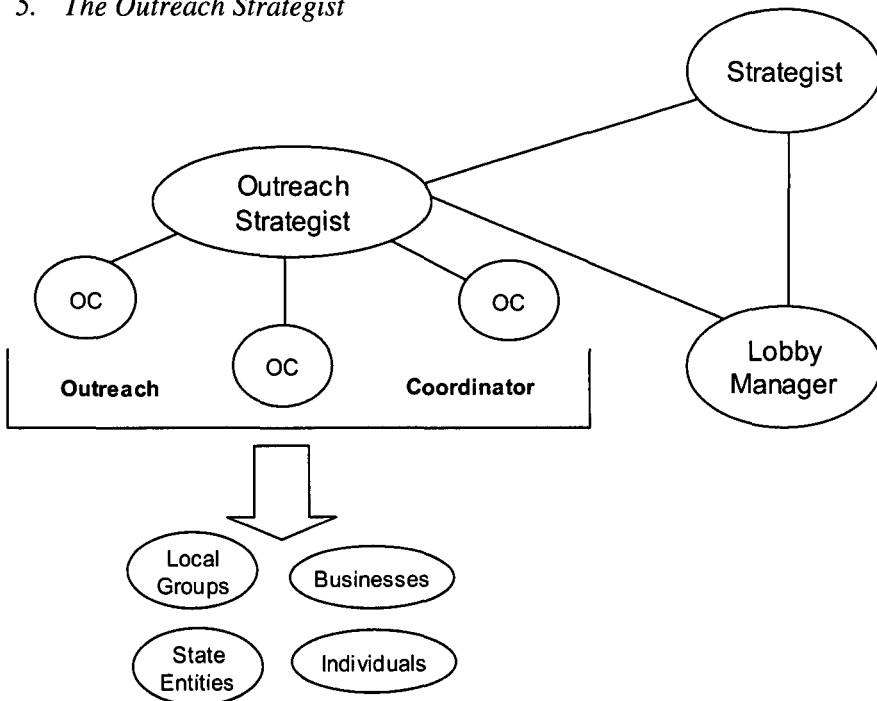 5. The Outreach Strategist
Strategist
Outreach
Strategist
OC
OC
OC
Lobby
Manager
Outreach
Coordinator
Local
Groups
Businesses
State
Entities
Individuals